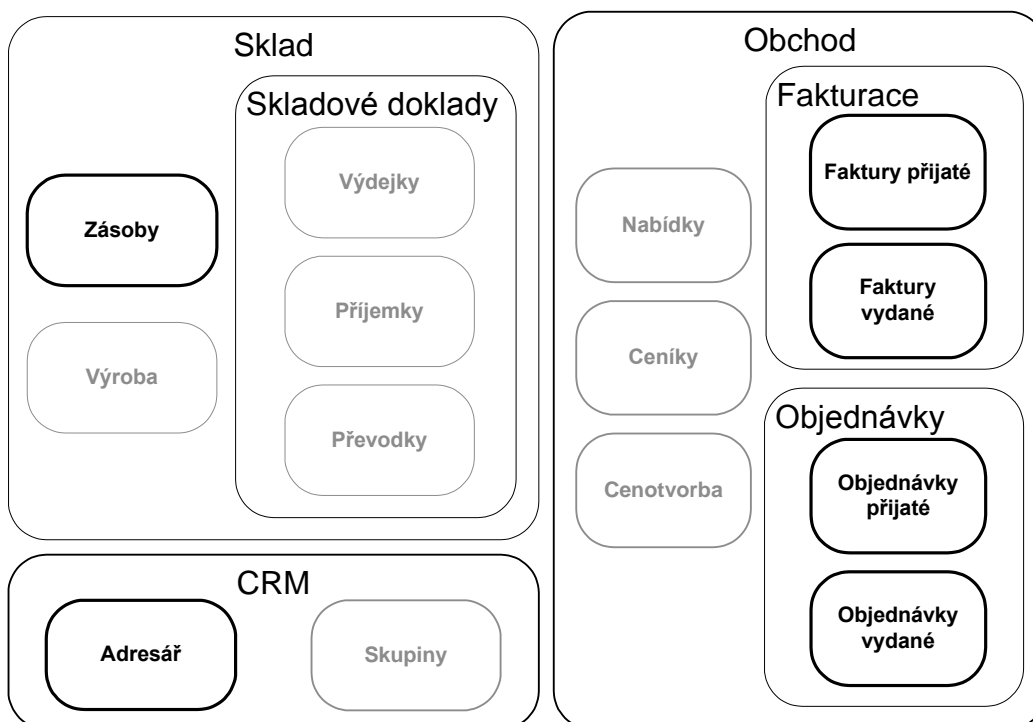 Sklad
Skladové doklady
Výdejky
Zásoby
Příjemky
Výroba
Převodky
CRM
Adresář
Skupiny
Obchod
Fakturace
Faktury přijaté
Nabídky
Faktury
vydané
Ceníky
Objednávky
Cenotvorba
Objednávky
přijaté
Objednávky
vydané